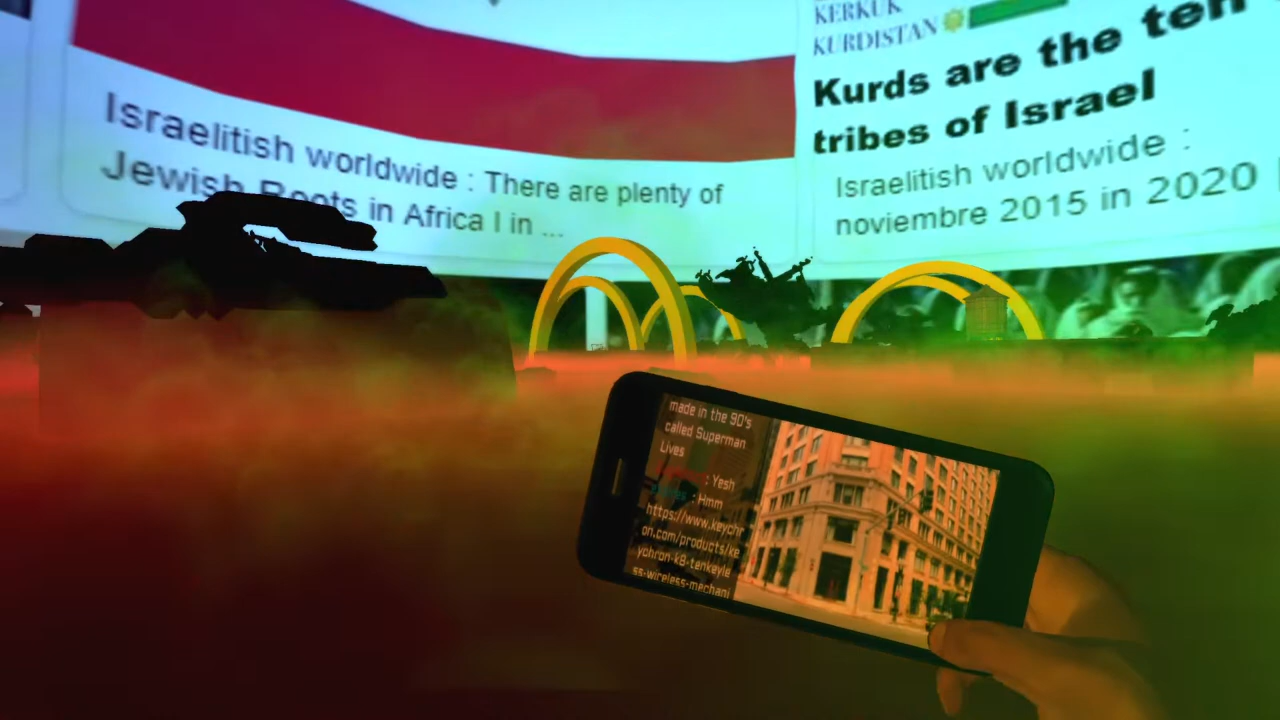 Israelitish worldwide : There are plenty of
Jewish Roots in Africa I in ...
KERKUK
KURDISTAN
Kurds are the ten
tribes of Israel
Israelitish worldwide :
noviembre 2015 in 2020
made in the 90's
called Superman
Lives
: Yesh
: Hmm
https://www.keychr
on.com/products/ke
ychron-k8-tenkeyle
ss-wireless-mechani